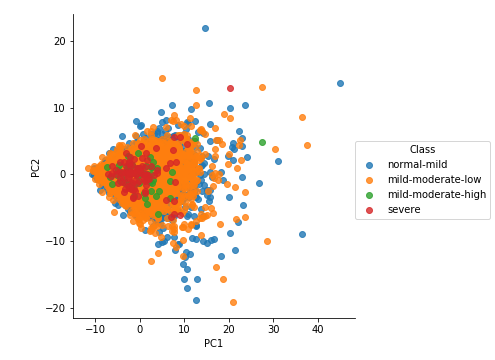 20
10
0
−10
−20
PC2
−10
0
10
20
30
40
PC1
Class
normal-mild
mild-moderate-low
mild-moderate-high
severe